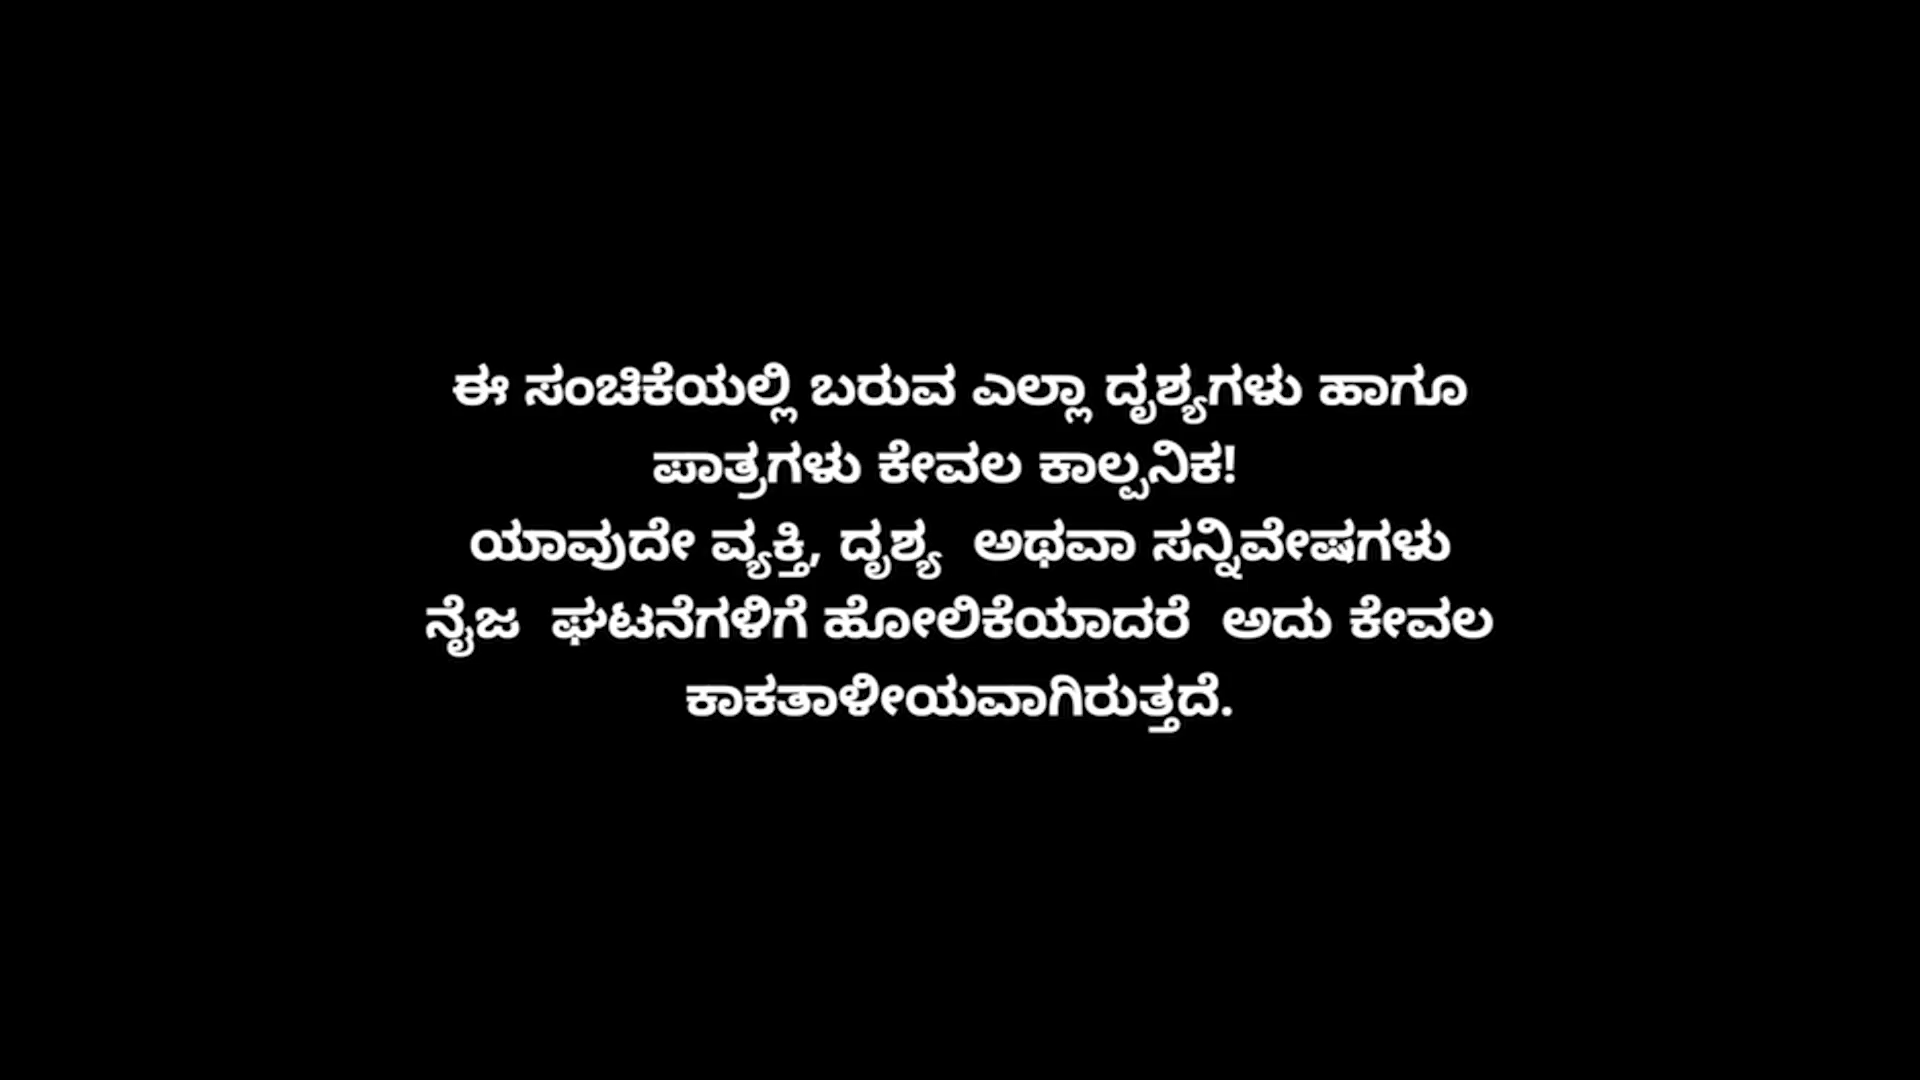 ಈ ಸಂಚಿಕೆಯಲ್ಲಿ ಬರುವ ಎಲ್ಲಾ ದೃಶ್ಯಗಳು ಹಾಗೂ
ಪಾತ್ರಗಳು ಕೇವಲ ಕಾಲ್ಪನಿಕ!
ಯಾವುದೇ ವ್ಯಕ್ತಿ, ದೃಶ್ಯ ಅಥವಾ ಸನ್ನಿವೇಷಗಳು
ನೈಜ ಘಟನೆಗಳಿಗೆ ಹೋಲಿಕೆಯಾದರೆ ಅದು ಕೇವಲ
ಕಾಕತಾಳೀಯವಾಗಿರುತ್ತದೆ.